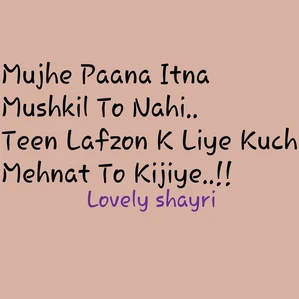 Mujhe Paana Itna
Mushkil To Nahi..
Teen Lafzon K Liye Kuch
Mehnat To Kijiye..!!
Lovely shayri